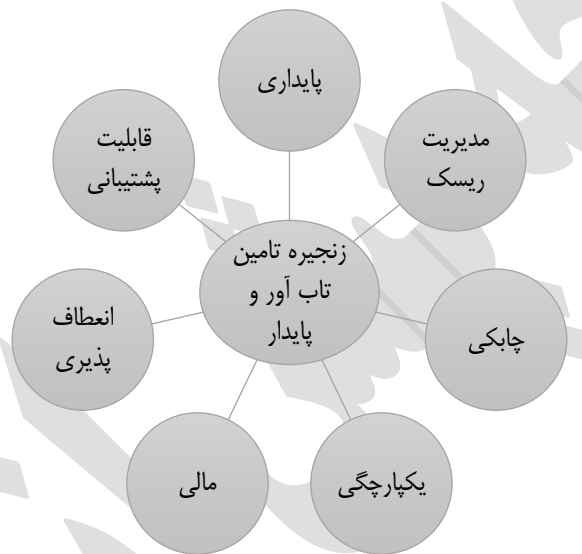 پایداری
مدیریت
ریسک
قابلیت
پشتیبانی
زنجیره تامین
تاب آور و
پایدار
چابکی
انعطاف
پذیری
یکپارچگی
مالی